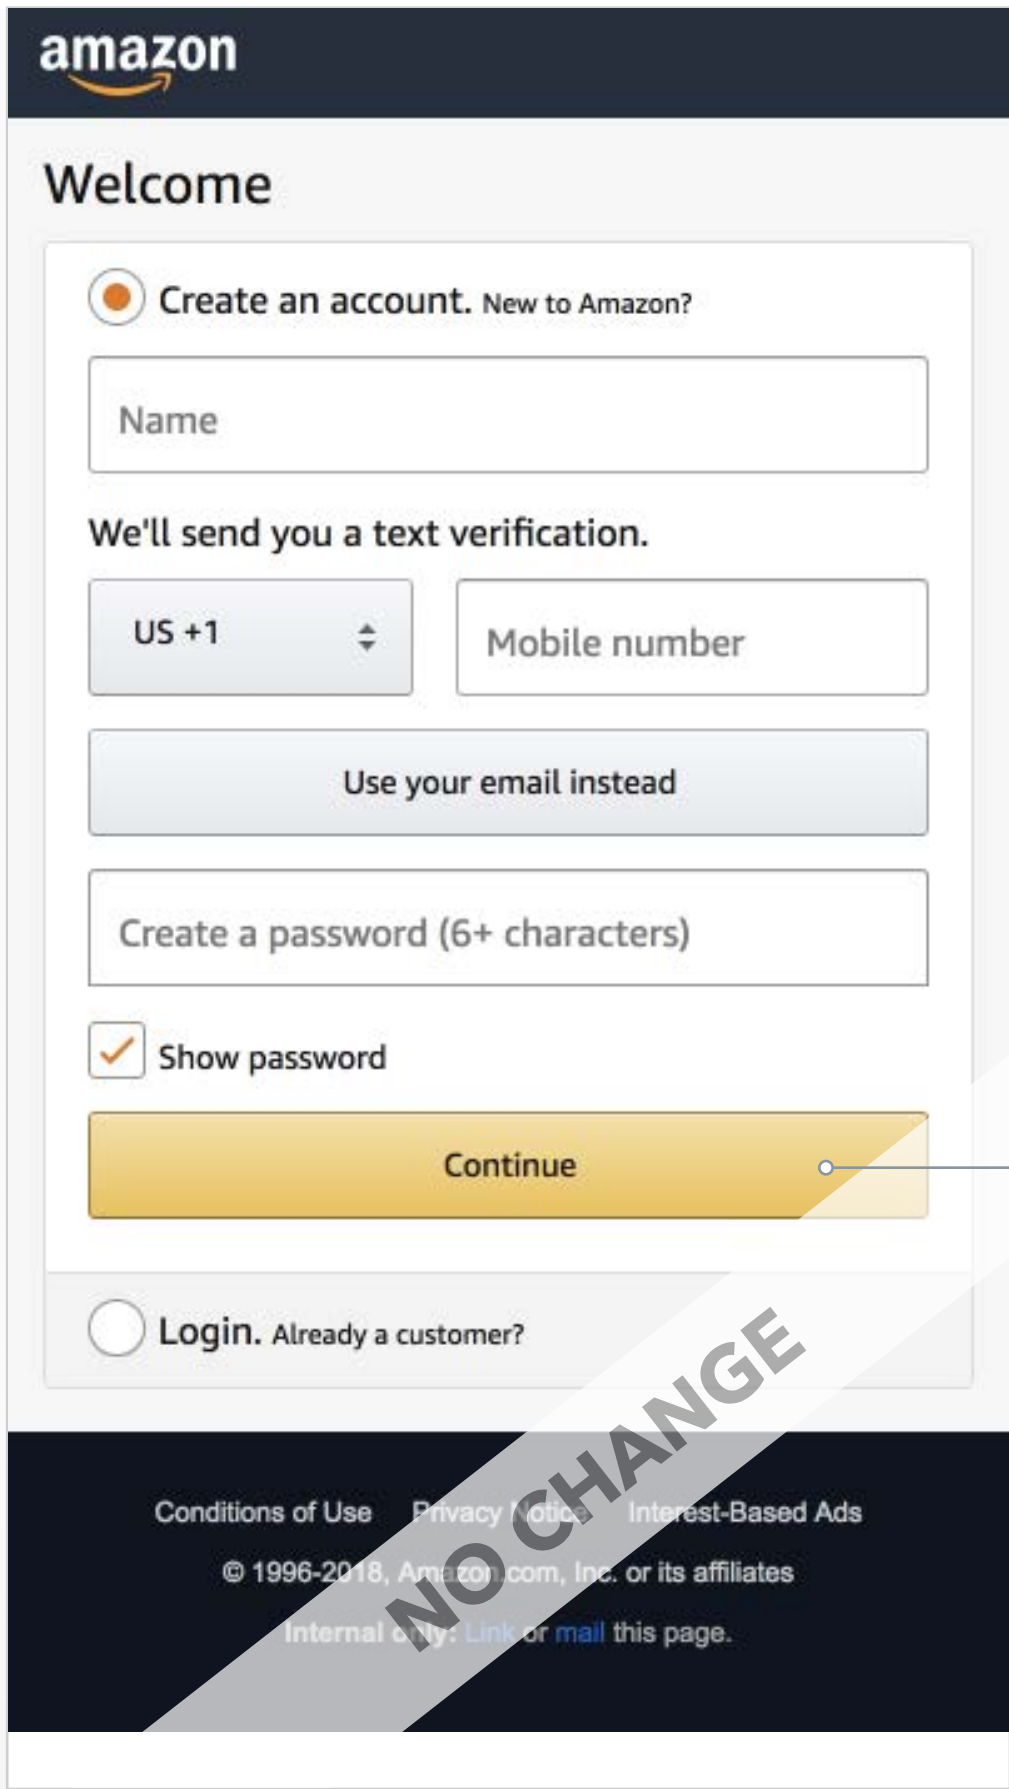 amazon
Welcome
Create an account. New to Amazon?
Name
We'll send you a text verification.
US +1
Mobile number
Use your email instead
Create a password (6+ characters)
Show password
Continue
Login. Already a customer?
NO CHANGE
Conditions of Use Privacy Notice Interest-Based Ads
© 1996-2018, Amazon.com, Inc. or its affiliates
Internal only: Link or mail this page.